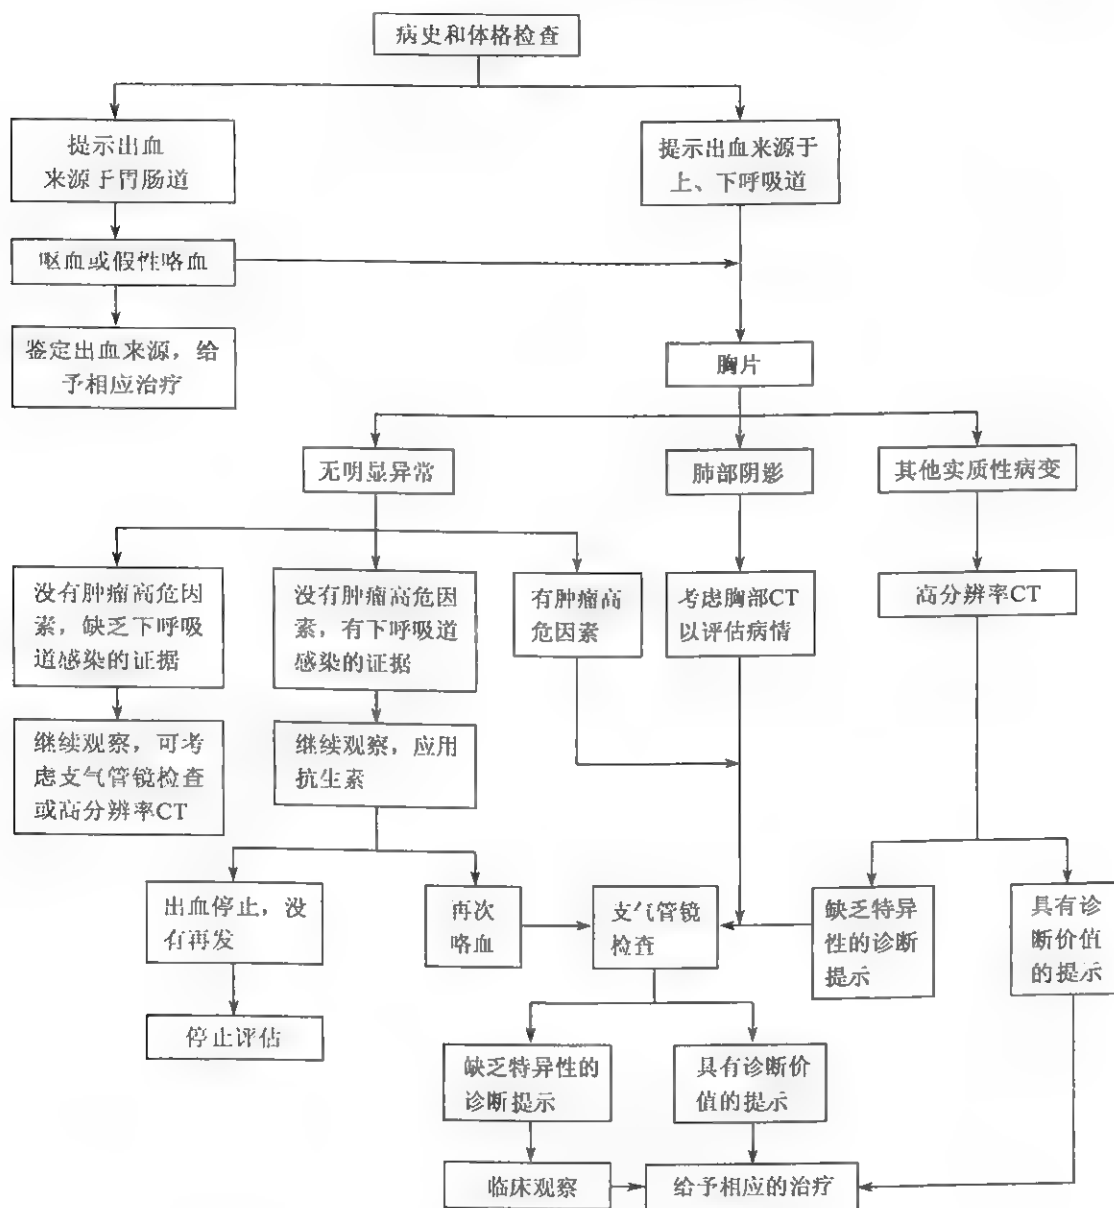 病史和体格检查
提示出血
来源于胃肠道
提示出血来源于
上、下呼吸道
呕血或假性咯血
鉴定出血来源，给
予相应治疗
胸片
无明显异常
肺部阴影
其他实质性病变
没有肿瘤高危因
素，缺乏下呼吸
道感染的证据
没有肿瘤高危因
素，有下呼吸道
感染的证据
有肿瘤高
危因素
考虑胸部CT
以评估病情
高分辨率CT
继续观察，可考
虑支气管镜检查
或高分辨率CT
继续观察，应用
抗生素
出血停止，没
有再发
再次
咯血
支气管镜
检查
缺乏特异
性的诊断
提示
具有诊
断价值
的提示
停止评估
缺乏特异性的
诊断提示
具有诊断价
值的提示
临床观察
给予相应的治疗